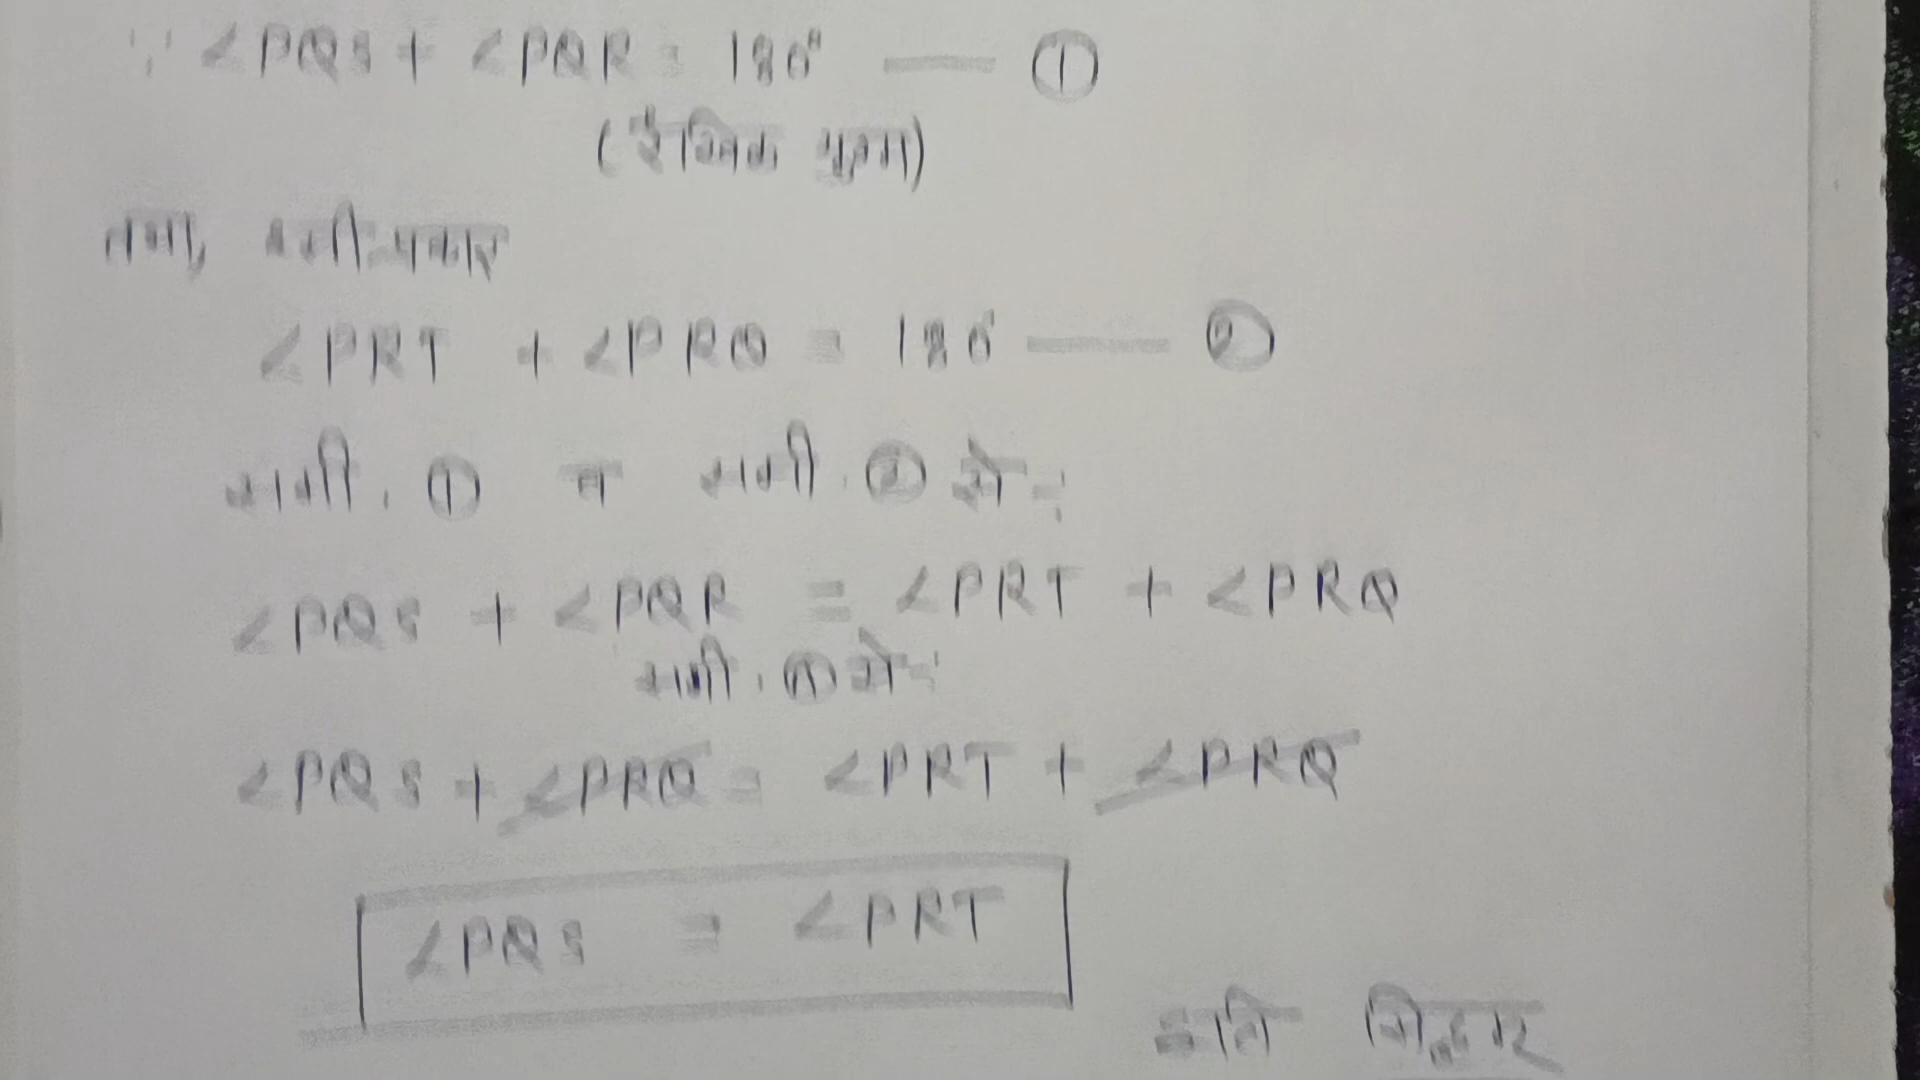 ∵ ∠PQS + ∠PQR = 180° — ①
(रैखिक युग्म)
तथा, इसी प्रकार
∠PRT + ∠PRQ = 180° — ②
समी. ① व समी. ② से -:
∠PQS + ∠PQR = ∠PRT + ∠PRQ
समी. ① से -:
∠PQS + ∠PRQ = ∠PRT + ∠PRQ
∠PQS = ∠PRT
इति सिद्धम्